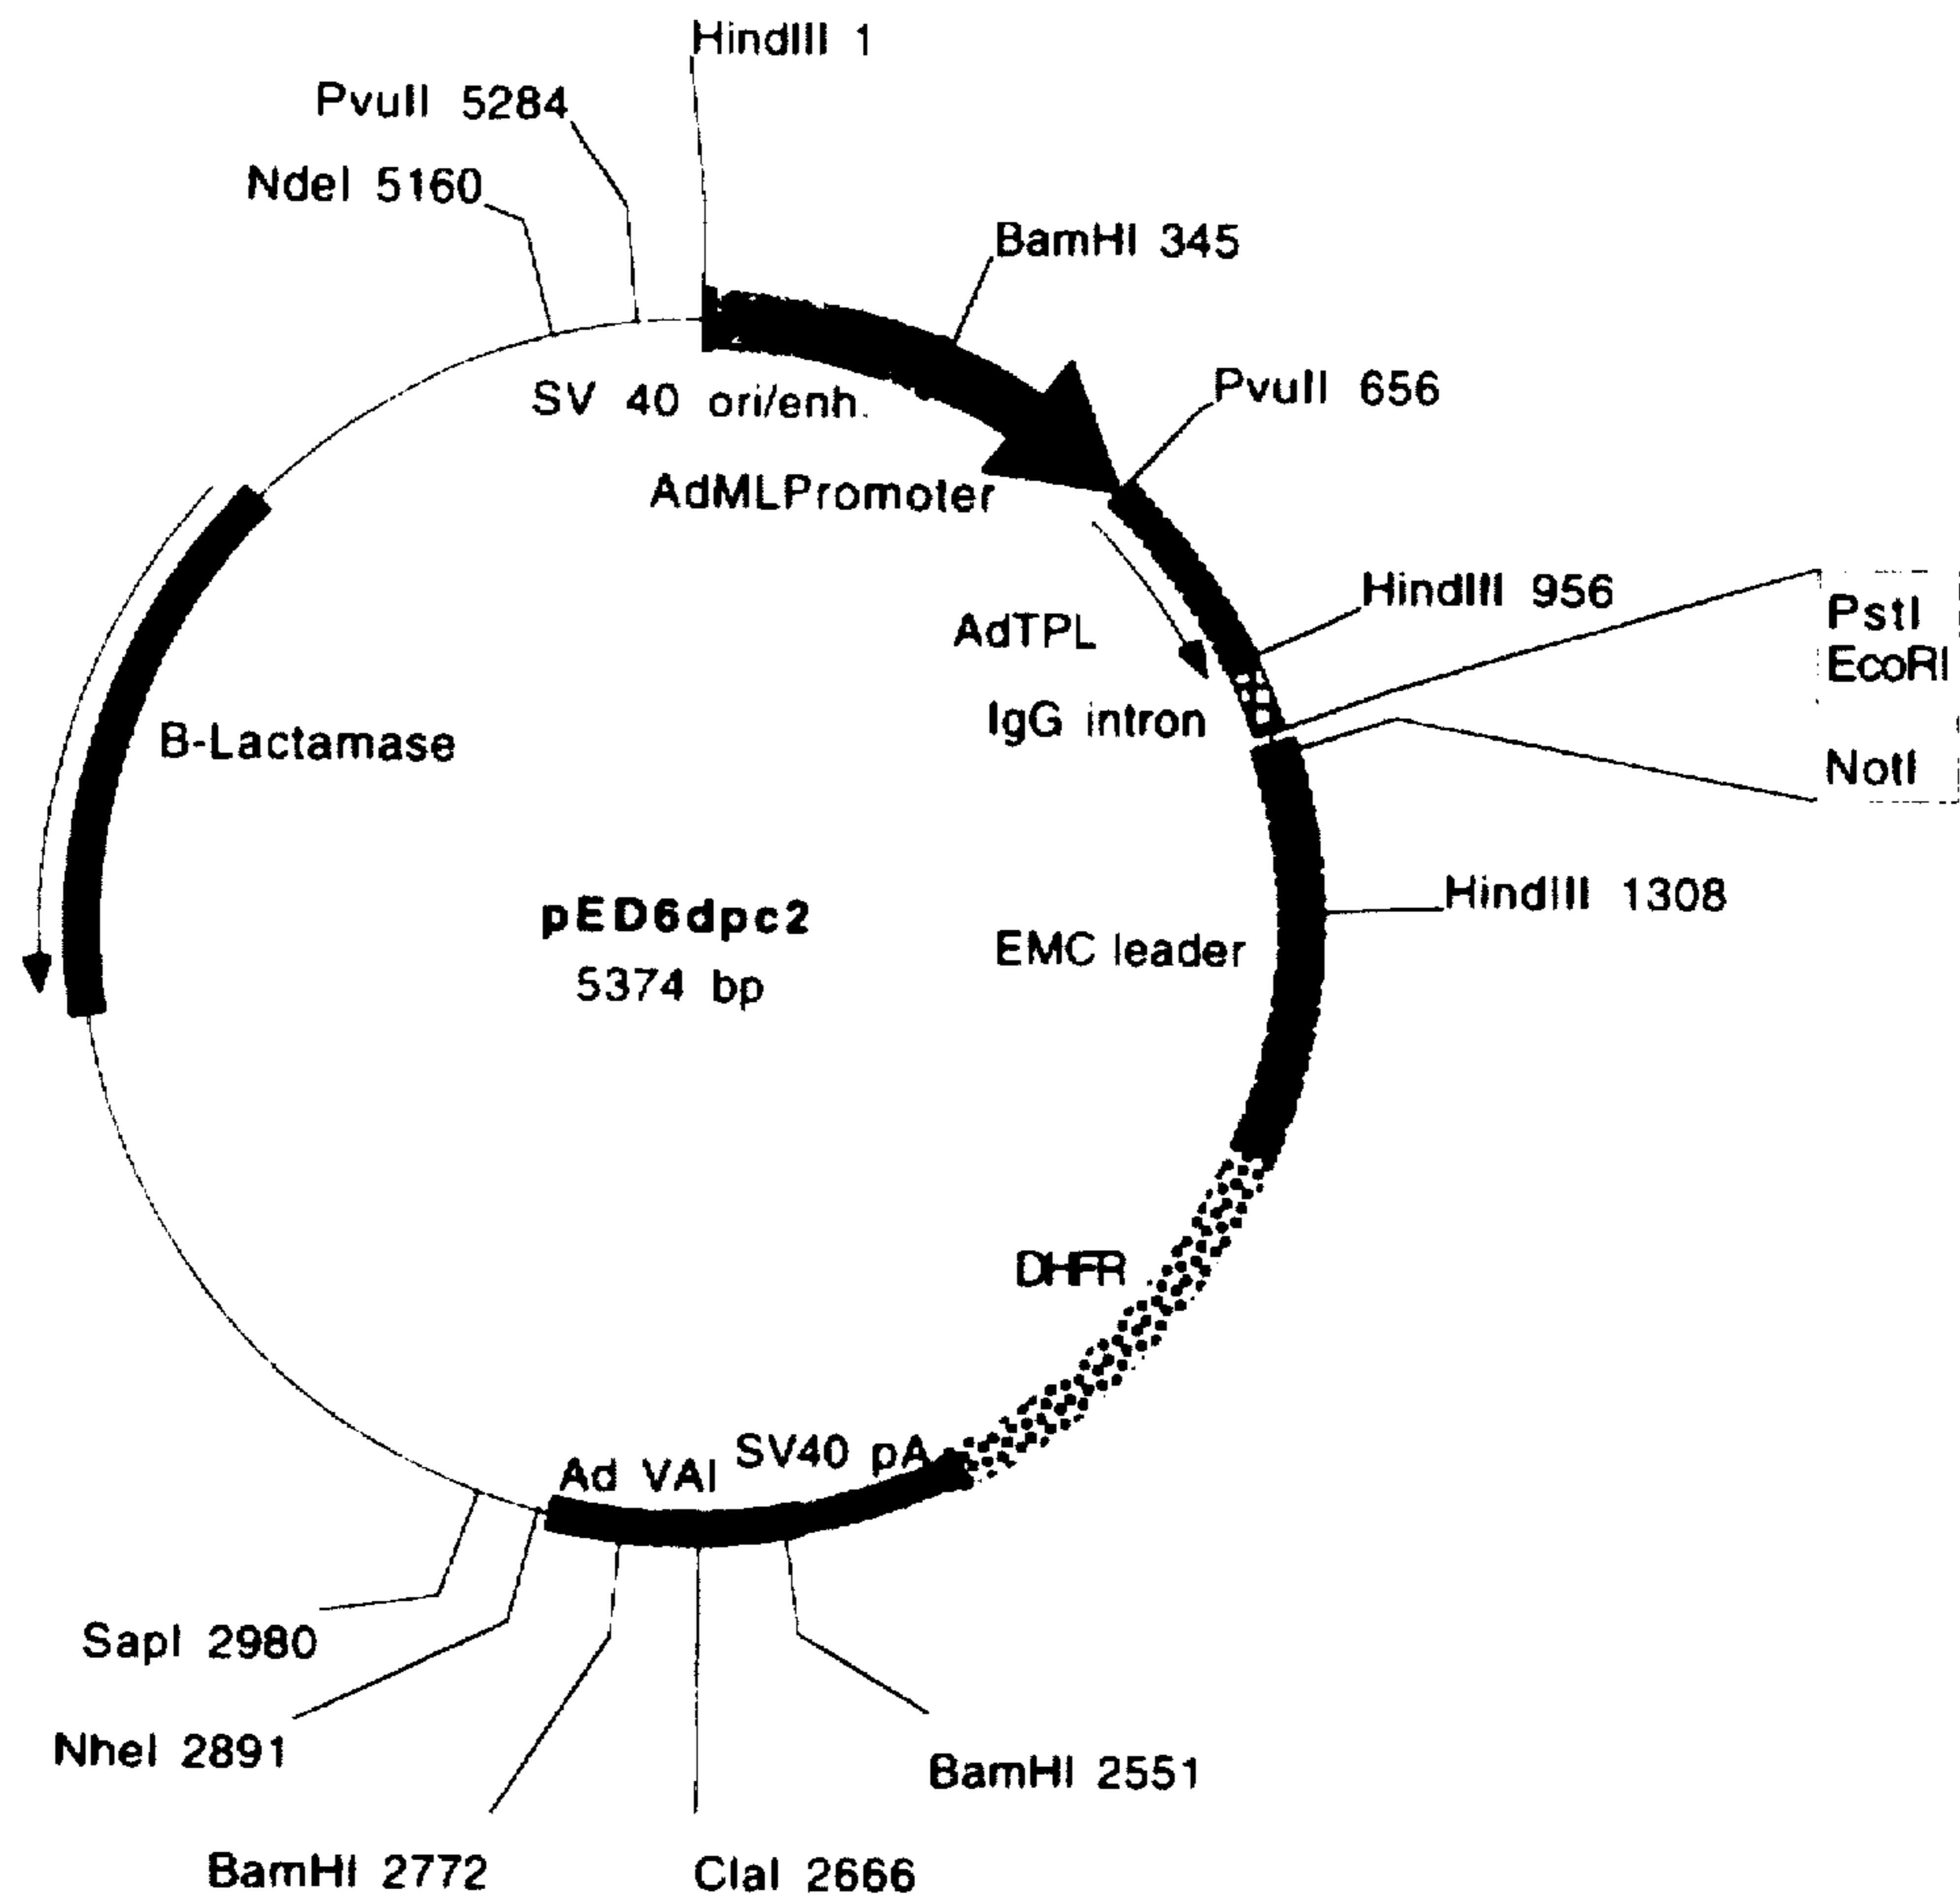 HindIII 1
PvuII 5284
NdeI 5160
BamHI 345
SV 40 ori/enh.
PvuII 656
AdMLPromoter
HindIII 956
PstI
EcoRI
AdTPL
IgG intron
NotI
B-Lactamase
HindIII 1308
pED6dpc2
5374 bp
EMC leader
DHFR
SV40 pA
Ad VAI
SapI 2980
NheI 2891
BamHI 2551
BamHI 2772
ClaI 2666